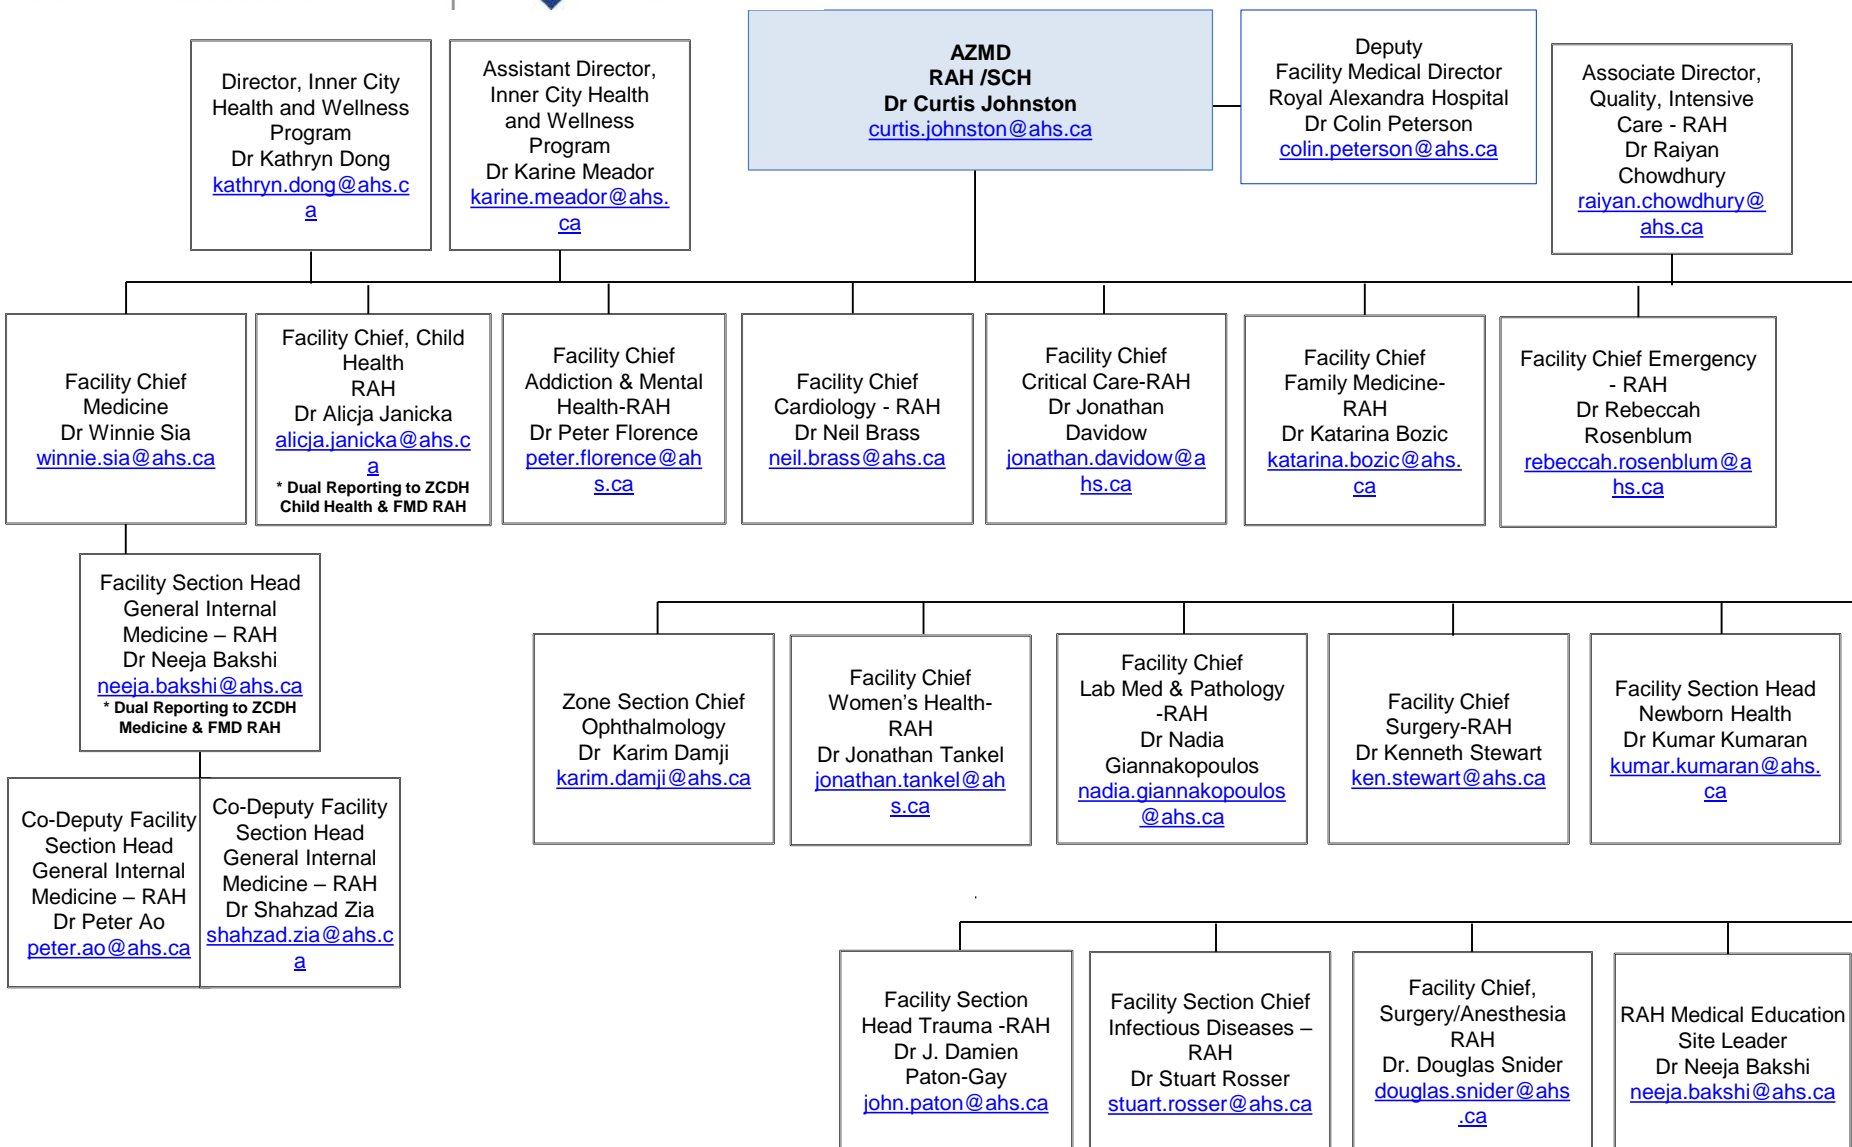 AZMD
RAH /SCH
Dr Curtis Johnston
curtis.johnston@ahs.ca
Deputy
Facility Medical Director
Royal Alexandra Hospital
Dr Colin Peterson
colin.peterson@ahs.ca
Director, Inner City
Health and Wellness
Program
Dr Kathryn Dong
kathryn.dong@ahs.c
a
Assistant Director,
Inner City Health
and Wellness
Program
Dr Karine Meador
karine.meador@ahs.
ca
Associate Director,
Quality, Intensive
Care - RAH
Dr Raiyan
Chowdhury
raiyan.chowdhury@
ahs.ca
Facility Chief
Medicine
Dr Winnie Sia
winnie.sia@ahs.ca
Facility Chief, Child
Health
RAH
Dr Alicja Janicka
alicja.janicka@ahs.c
a
* Dual Reporting to ZCDH
Child Health & FMD RAH
Facility Chief
Addiction & Mental
Health-RAH
Dr Peter Florence
peter.florence@ah
s.ca
Facility Chief
Cardiology - RAH
Dr Neil Brass
neil.brass@ahs.ca
Facility Chief
Critical Care-RAH
Dr Jonathan
Davidow
jonathan.davidow@a
hs.ca
Facility Chief
Family Medicine-
RAH
Dr Katarina Bozic
katarina.bozic@ahs.
ca
Facility Chief Emergency
- RAH
Dr Rebeccah
Rosenblum
rebeccah.rosenblum@a
hs.ca
Facility Section Head
General Internal
Medicine – RAH
Dr Neeja Bakshi
neeja.bakshi@ahs.ca
* Dual Reporting to ZCDH
Medicine & FMD RAH
Co-Deputy Facility
Section Head
General Internal
Medicine – RAH
Dr Peter Ao
peter.ao@ahs.ca
Co-Deputy Facility
Section Head
General Internal
Medicine – RAH
Dr Shahzad Zia
shahzad.zia@ahs.c
a
Zone Section Chief
Ophthalmology
Dr  Karim Damji
karim.damji@ahs.ca
Facility Chief
Women’s Health-
RAH
Dr Jonathan Tankel
jonathan.tankel@ah
s.ca
Facility Chief
Lab Med & Pathology
-RAH
Dr Nadia
Giannakopoulos
nadia.giannakopoulos
@ahs.ca
Facility Chief
Surgery-RAH
Dr Kenneth Stewart
ken.stewart@ahs.ca
Facility Section Head
Newborn Health
Dr Kumar Kumaran
kumar.kumaran@ahs.
ca
Facility Section
Head Trauma -RAH
Dr J. Damien
Paton-Gay
john.paton@ahs.ca
Facility Section Chief
Infectious Diseases –
RAH
Dr Stuart Rosser
stuart.rosser@ahs.ca
Facility Chief,
Surgery/Anesthesia
RAH
Dr. Douglas Snider
douglas.snider@ahs
.ca
RAH Medical Education
Site Leader
Dr Neeja Bakshi
neeja.bakshi@ahs.ca